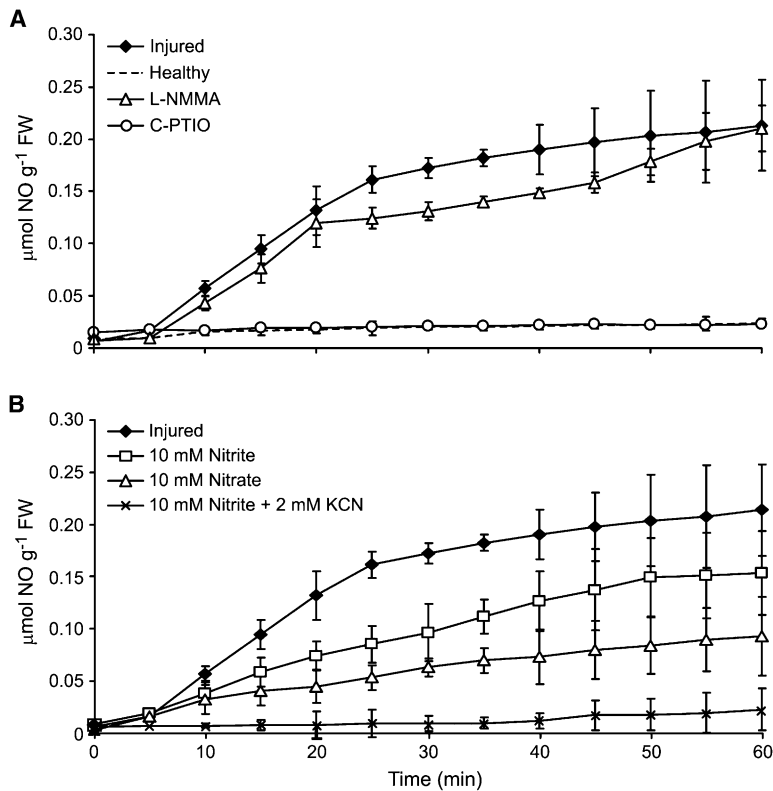 A
0.30
0.25
0.20
0.15
0.10
0.05
0
µmol NO g⁻¹ FW
Injured
Healthy
L-NMMA
C-PTIO
B
0.30
0.25
0.20
0.15
0.10
0.05
0
µmol NO g⁻¹ FW
Injured
10 mM Nitrite
10 mM Nitrate
10 mM Nitrite + 2 mM KCN
0 10 20 30 40 50 60
Time (min)